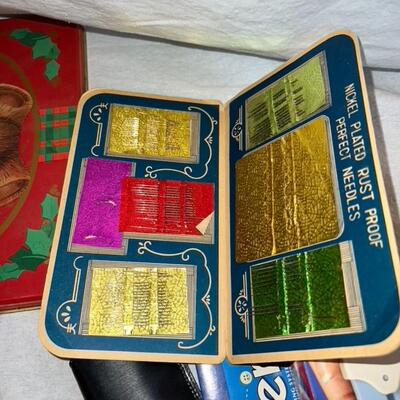 NICKEL PLATED RUST PROOF
PERFECT NEEDLES